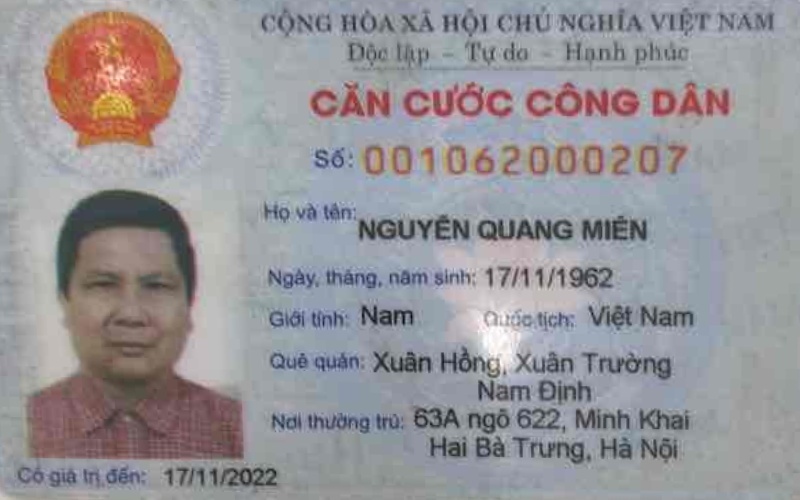 CỘNG HÒA XÃ HỘI CHỦ NGHĨA VIỆT NAM
Độc lập - Tự do - Hạnh phúc
CĂN CƯỚC CÔNG DÂN
Số: 001062000207
Họ và tên: NGUYỄN QUANG MIÊN
Ngày, tháng, năm sinh: 17/11/1962
Giới tính: Nam Quốc tịch: Việt Nam
Quê quán: Xuân Hồng, Xuân Trường
Nam Định
Nơi thường trú: 63A ngõ 622, Minh Khai
Hai Bà Trưng, Hà Nội
Có giá trị đến: 17/11/2022